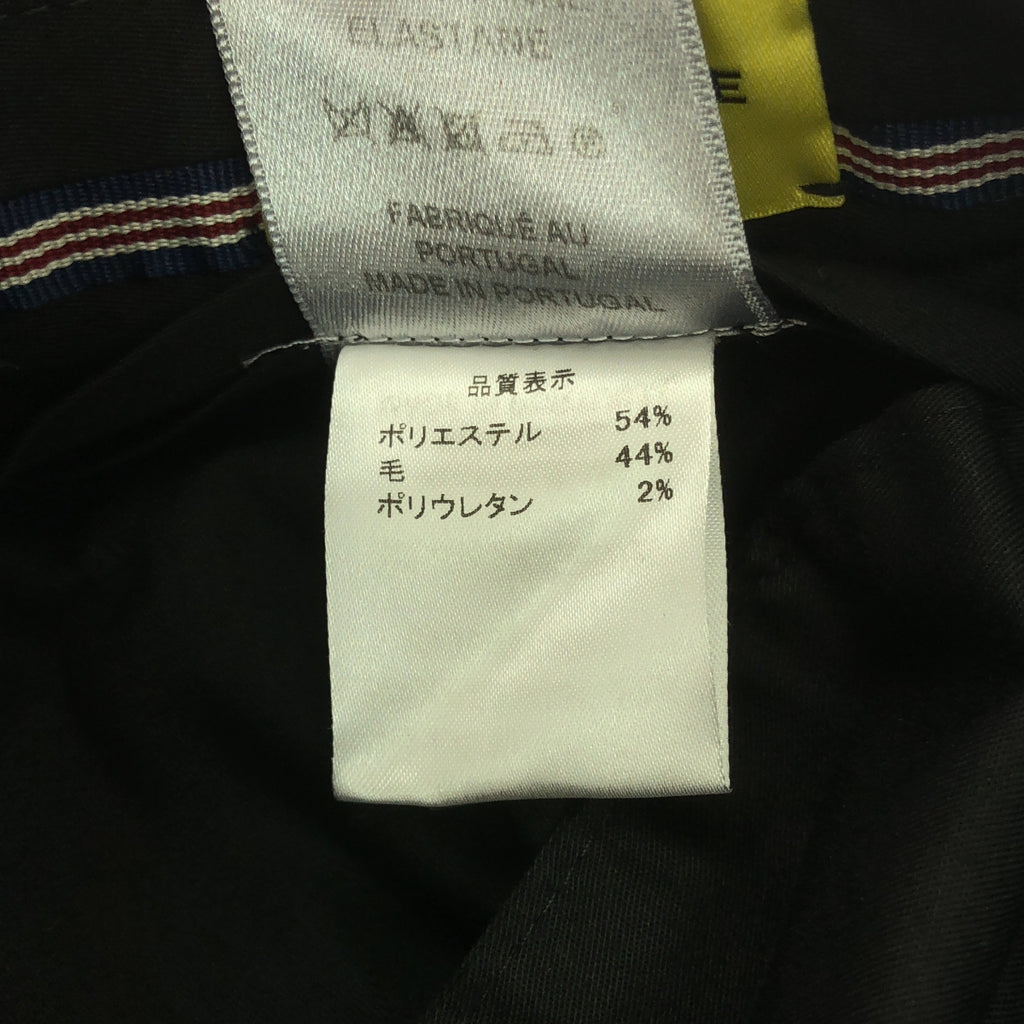 ELASTANE
E
FABRIQUÉ AU
PORTUGAL
MADE IN PORTUGAL
品質表示
ポリエステル 54%
毛 44%
ポリウレタン 2%